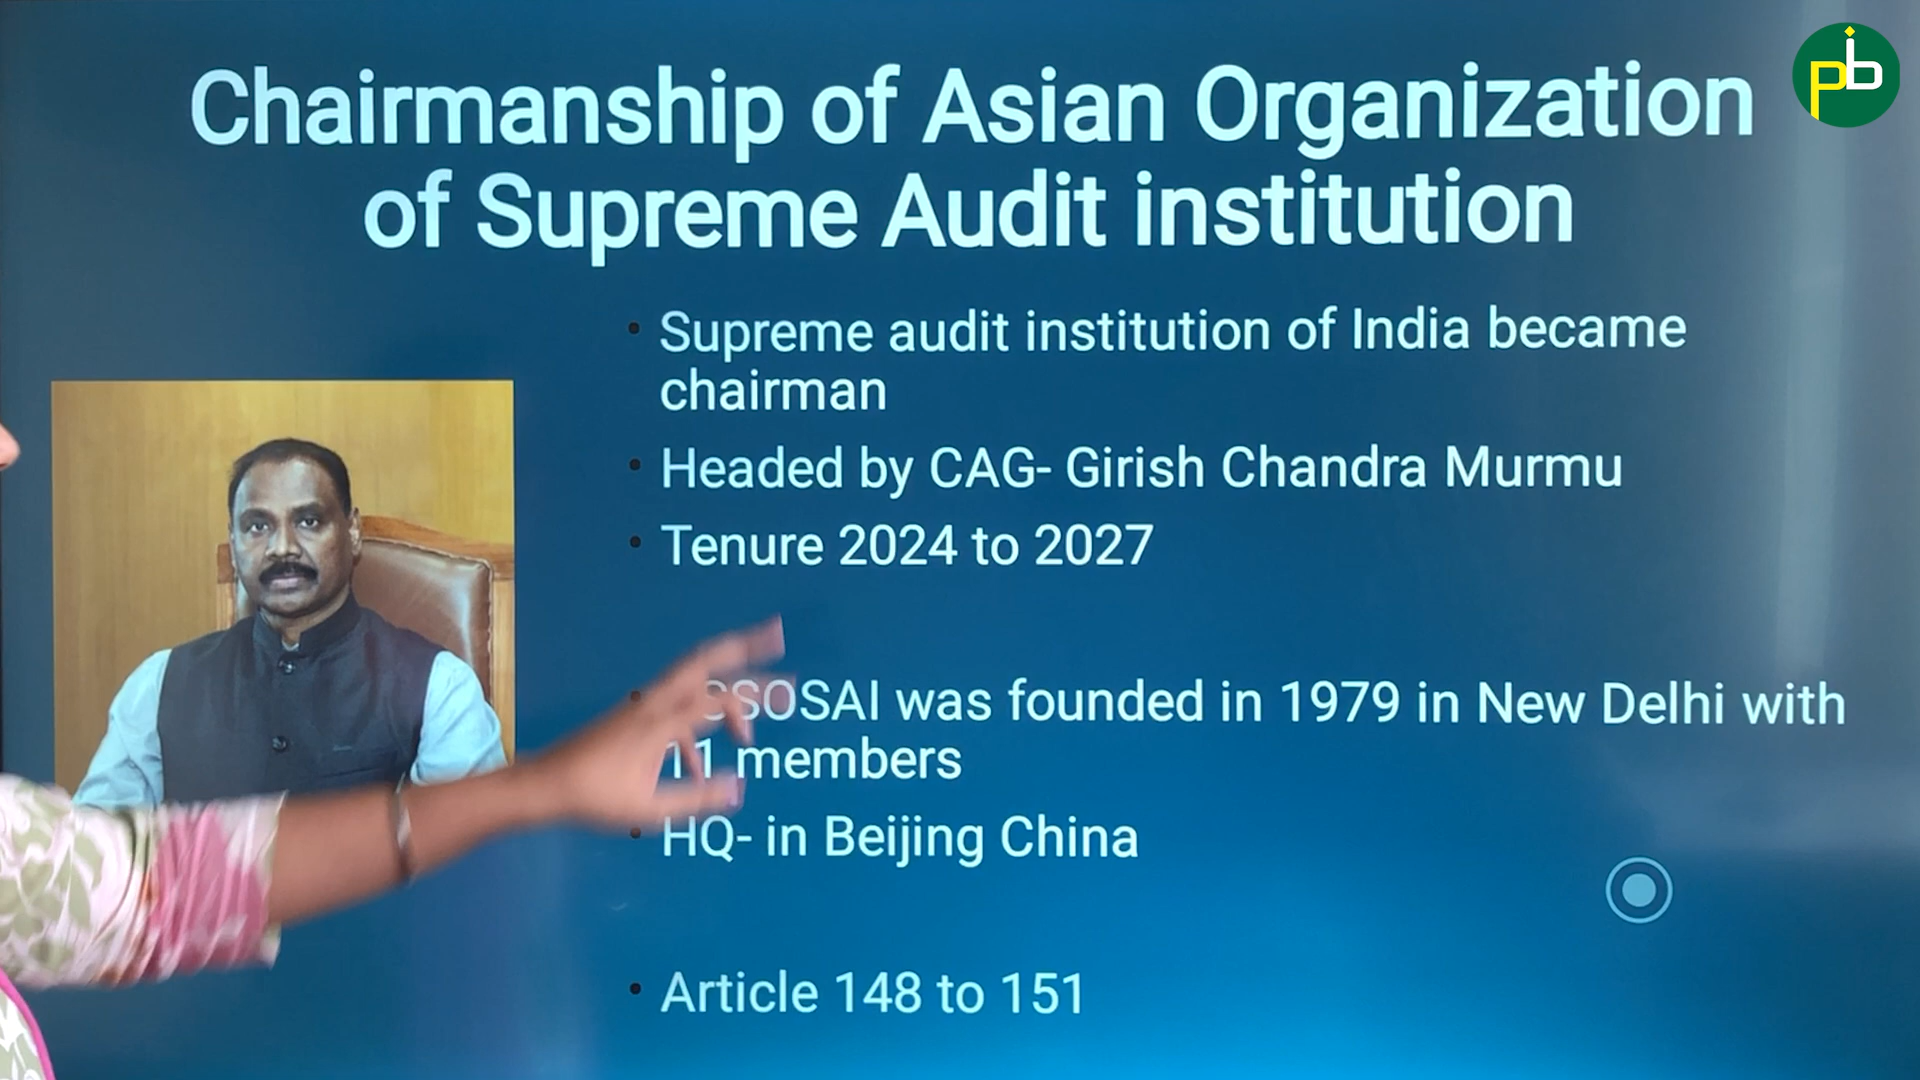 pib
Chairmanship of Asian Organization
of Supreme Audit institution
Supreme audit institution of India became
chairman
Headed by CAG- Girish Chandra Murmu
Tenure 2024 to 2027
was founded in 1979 in New Delhi with
11 members
HQ- in Beijing China
Article 148 to 151